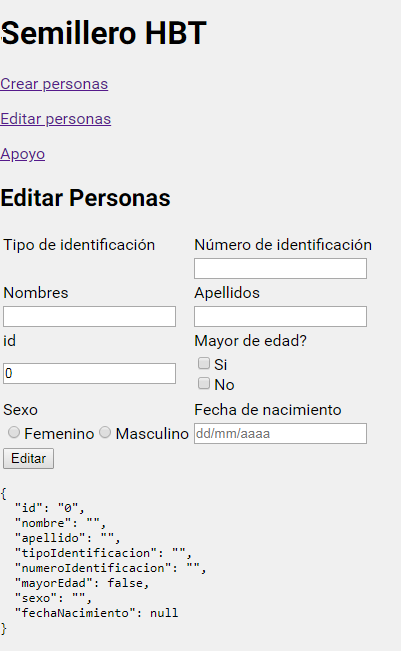 Semillero HBT
Crear personas
Editar personas
Apoyo
Editar Personas
Tipo de identificación Número de identificación
Nombres Apellidos
id Mayor de edad?
0 Si
No
Sexo Fecha de nacimiento
Femenino Masculino dd/mm/aaaa
Editar
{
"id": "0",
"nombre": "",
"apellido": "",
"tipoIdentificacion": "",
"numeroIdentificacion": "",
"mayorEdad": false,
"sexo": "",
"fechaNacimiento": null
}